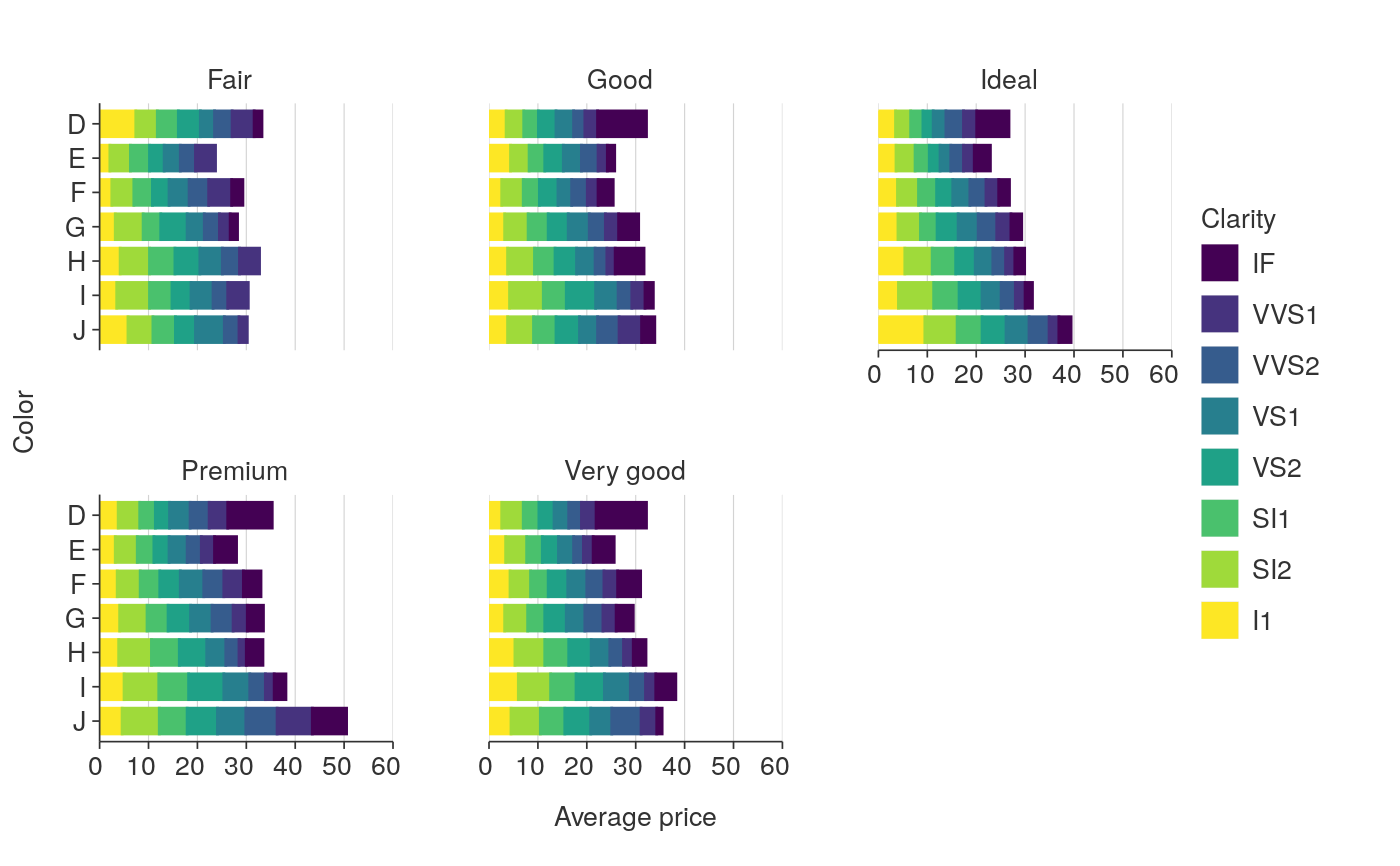 Fair
Good
Ideal
D
E
F
G
H
I
J
0 10 20 30 40 50 60
Color
Clarity
IF
VVS1
VVS2
VS1
VS2
SI1
SI2
I1
Premium
Very good
D
E
F
G
H
I
J
0 10 20 30 40 50 60
0 10 20 30 40 50 60
Average price